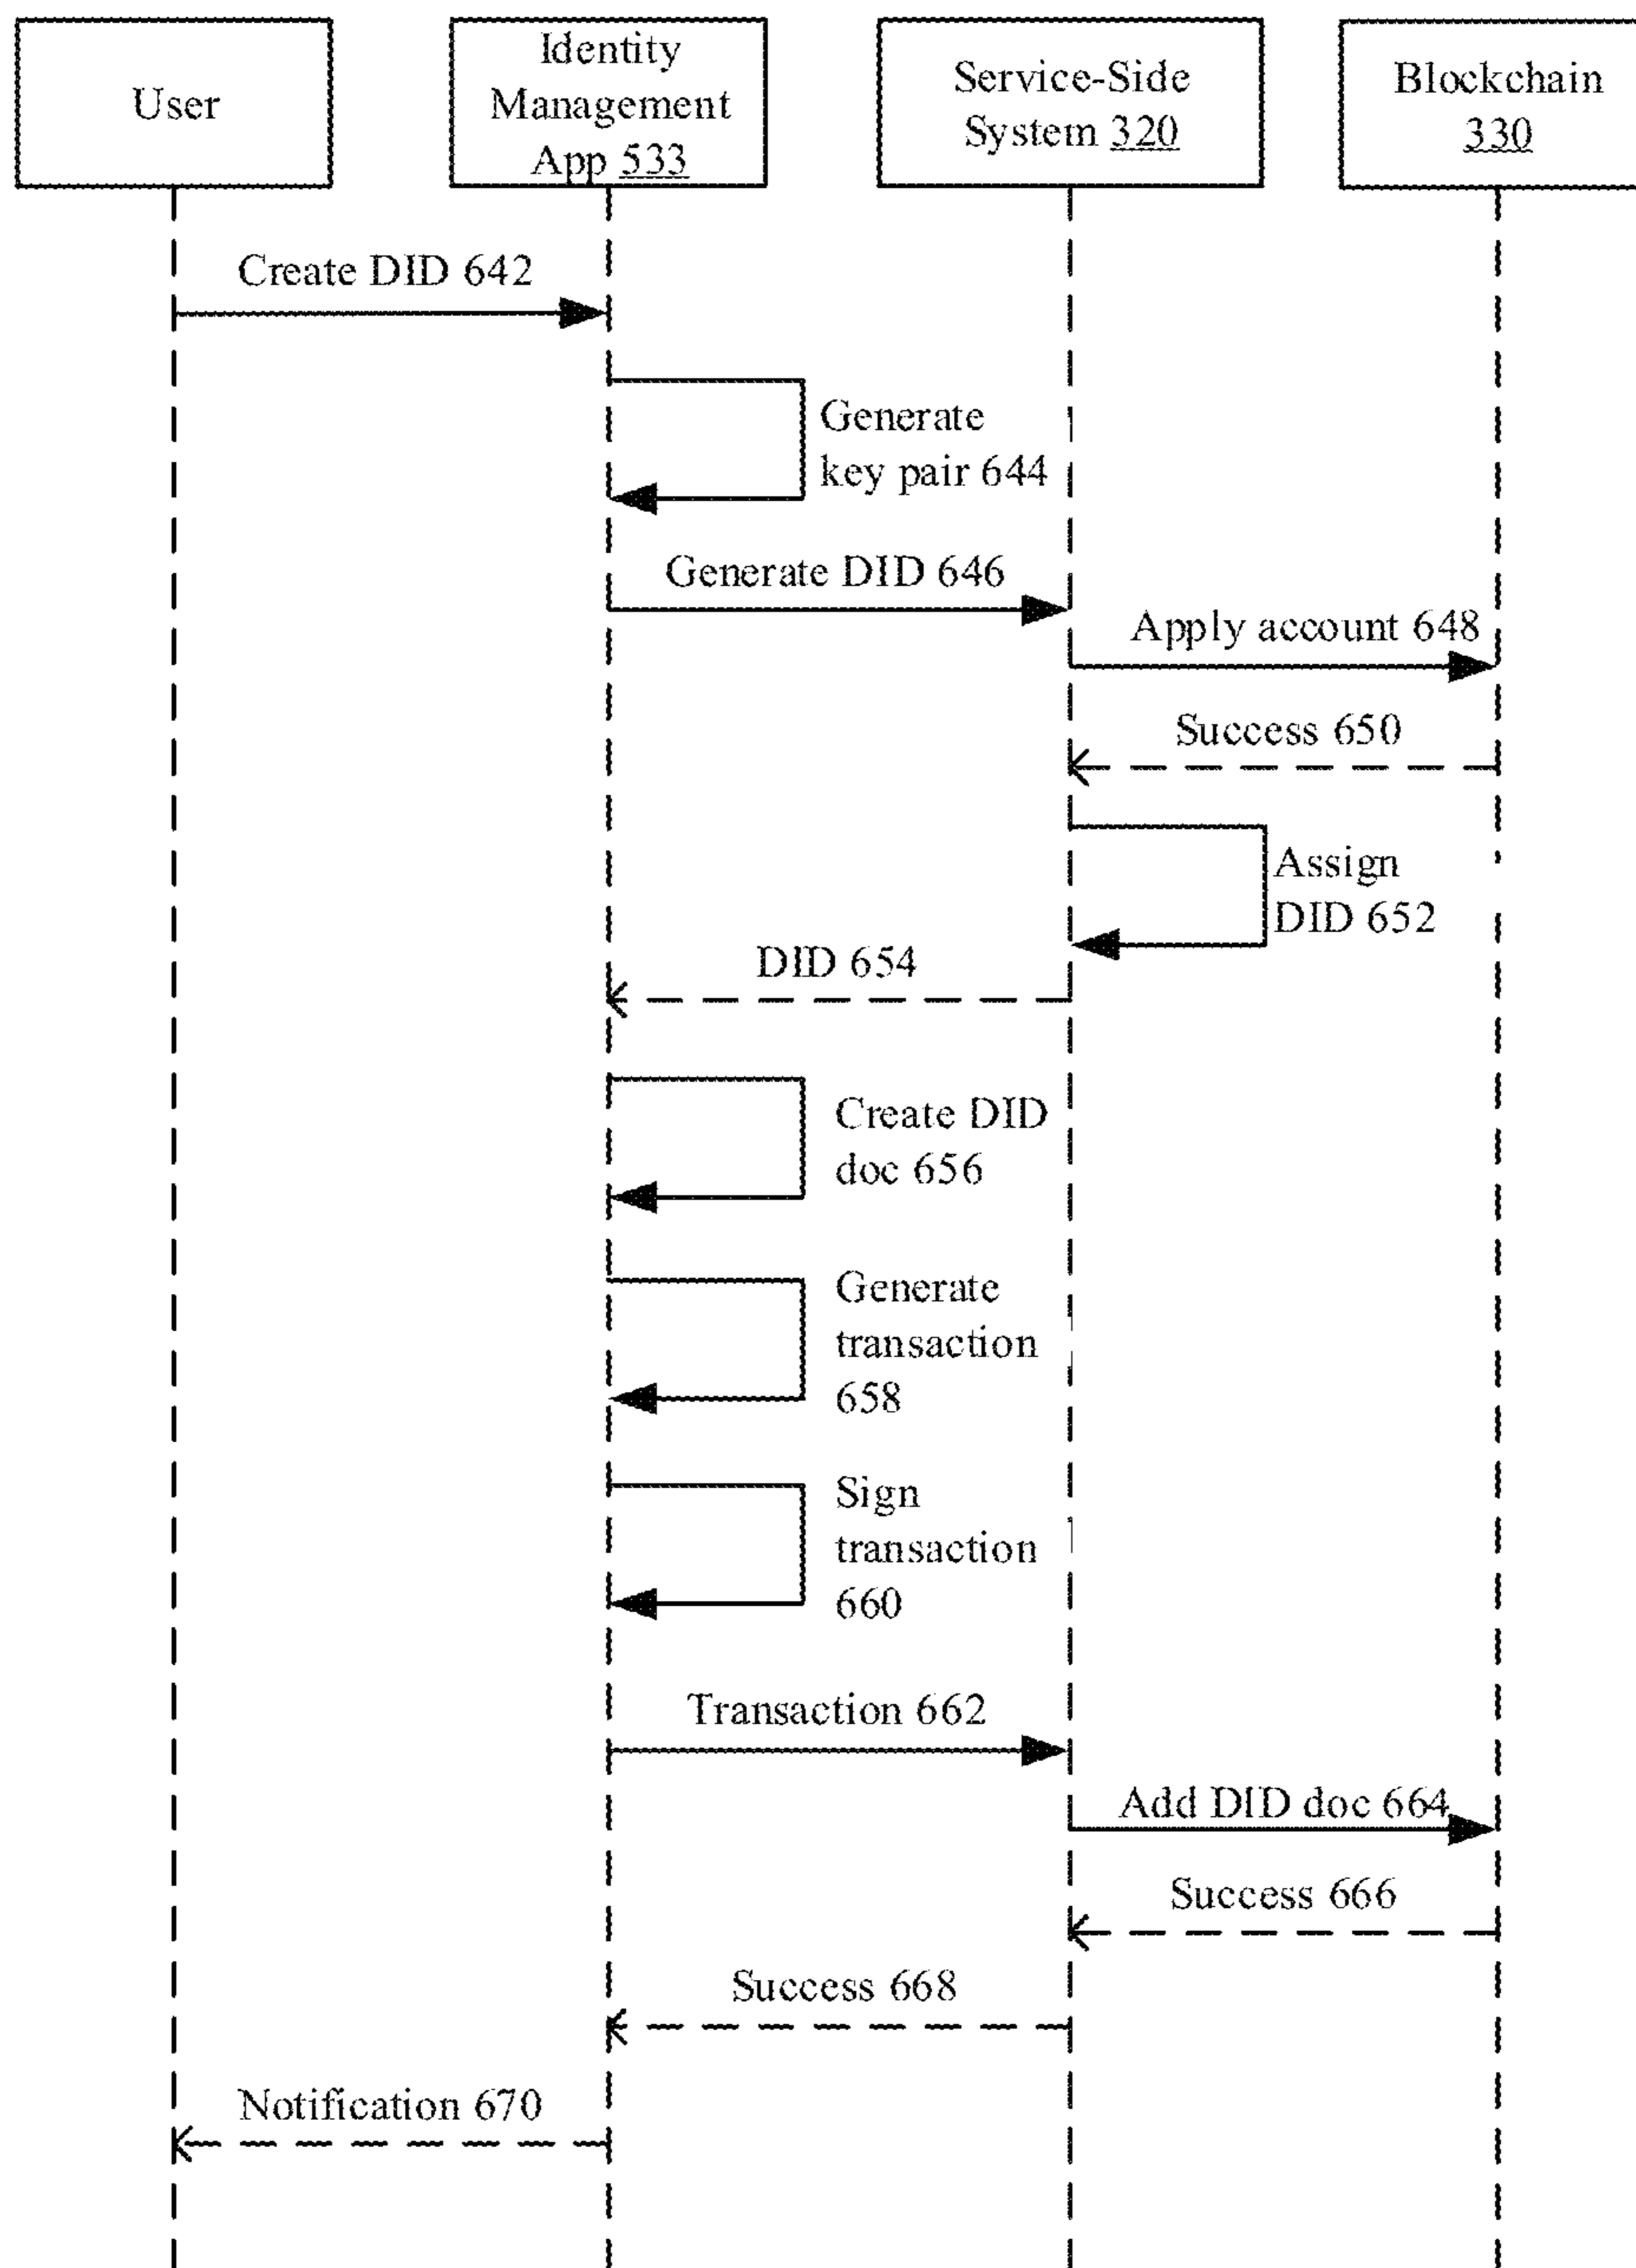 User
Identity
Management
App 533
Service-Side
System 320
Blockchain
330
Create DID 642
Generate
key pair 644
Generate DID 646
Apply account 648
Success 650
Assign
DID 652
DID 654
Create DID
doc 656
Generate
transaction
658
Sign
transaction
660
Transaction 662
Add DID doc 664
Success 666
Success 668
Notification 670